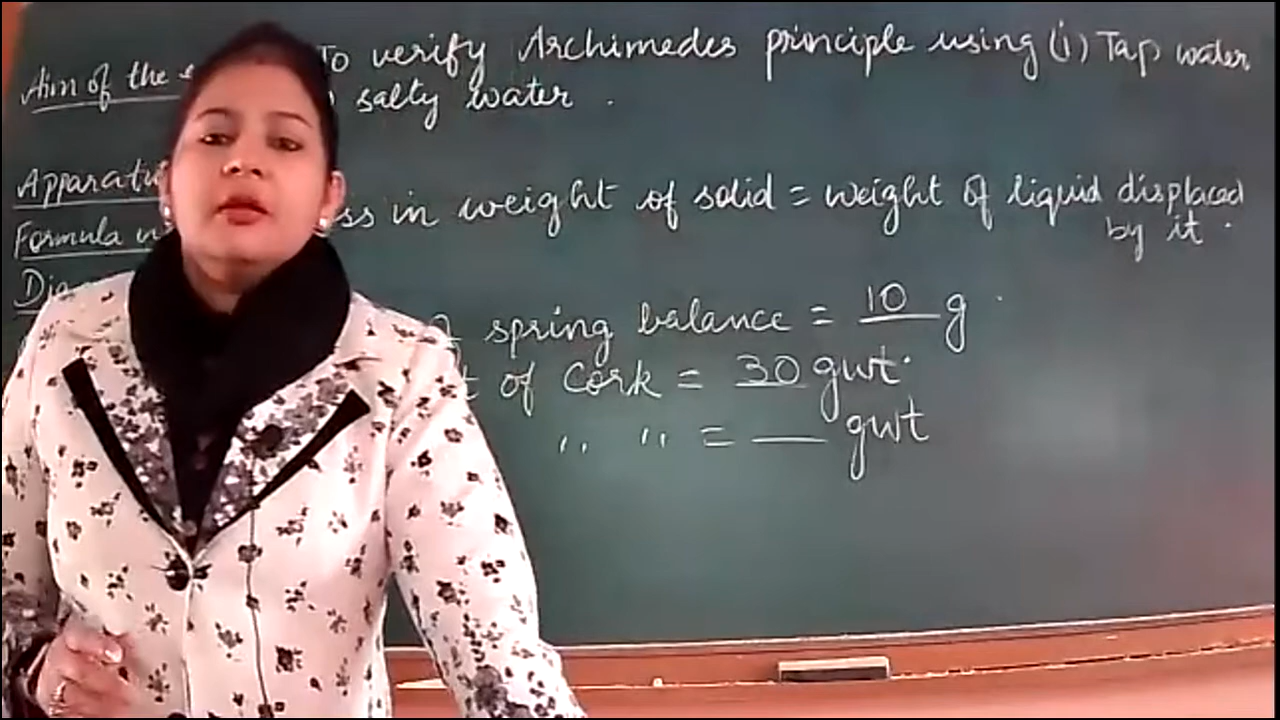 Aim of the To verify Archimedes principle using (i) Tap water
salty water .
Apparatu
Formula ss in weight of solid = weight of liquid displaced
by it .
Dia
spring balance = 10 g .
of Cork = 30 gwt.
,, ,, = __ gwt